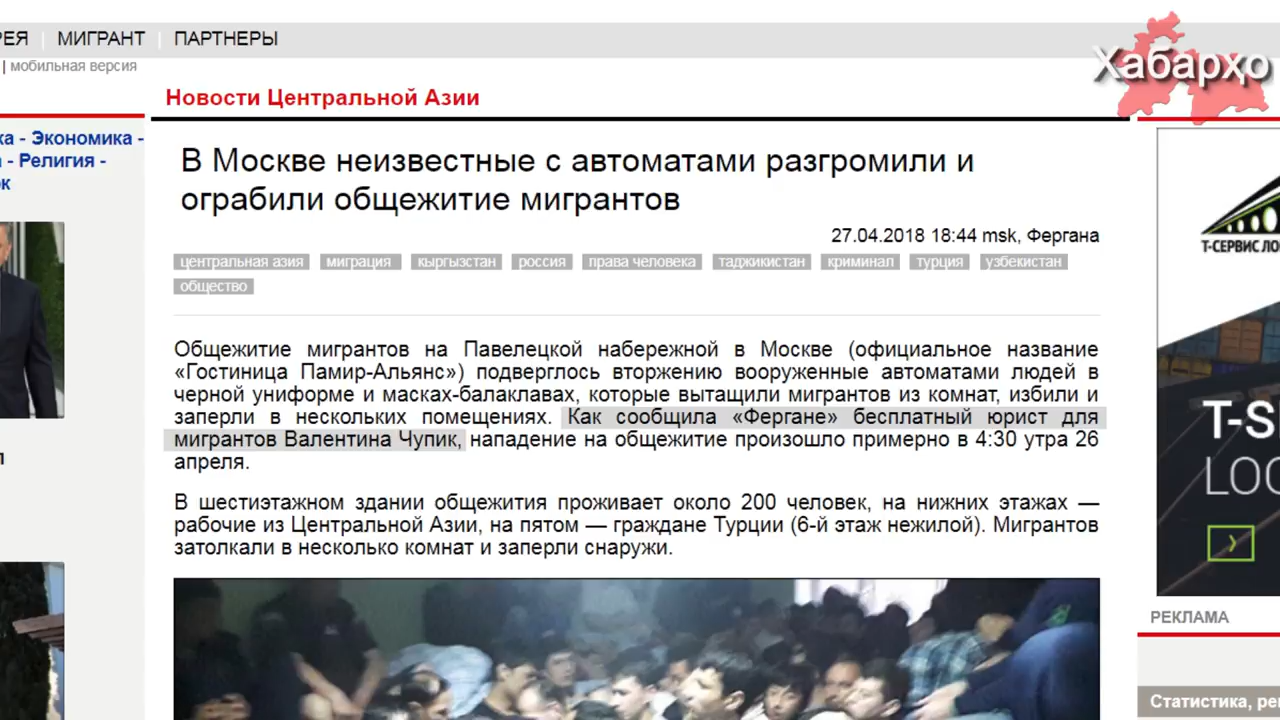 РЕЯ | МИГРАНТ | ПАРТНЕРЫ
| мобильная версия
Хабарҳо
Новости Центральной Азии
ка - Экономика -
- Религия -
В Москве неизвестные с автоматами разгромили и
ограбили общежитие мигрантов
27.04.2018 18:44 msk, Фергана
центральная азия миграция кыргызстан россия права человека таджикистан криминал турция узбекистан
общество
Общежитие мигрантов на Павелецкой набережной в Москве (официальное название
«Гостиница Памир-Альянс») подверглось вторжению вооруженные автоматами людей в
черной униформе и масках-балаклавах, которые вытащили мигрантов из комнат, избили и
заперли в нескольких помещениях. Как сообщила «Фергане» бесплатный юрист для
мигрантов Валентина Чупик, нападение на общежитие произошло примерно в 4:30 утра 26
апреля.
В шестиэтажном здании общежития проживает около 200 человек, на нижних этажах —
рабочие из Центральной Азии, на пятом — граждане Турции (6-й этаж нежилой). Мигрантов
затолкали в несколько комнат и заперли снаружи.
Т-СЕРВИС ЛО
T-S
LOG
РЕКЛАМА
Статистика, ре